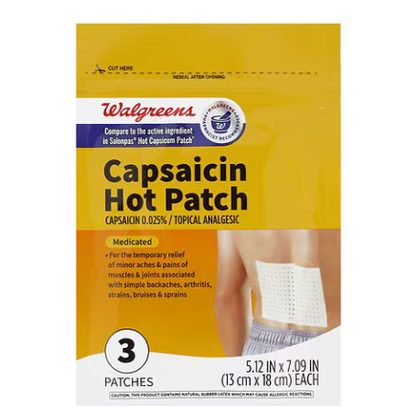 CUT HERE
RESEAL AFTER OPENING
Walgreens
WALGREENS
PHARMACIST RECOMMENDED
Compare to the active ingredient
in Salonpas® Hot Capsicum Patch†
Capsaicin
Hot Patch
CAPSAICIN 0.025% / TOPICAL ANALGESIC
Medicated
• For the temporary relief
of minor aches & pains of
muscles & joints associated
with simple backaches, arthritis,
strains, bruises & sprains
3
PATCHES
5.12 IN x 7.09 IN
(13 cm x 18 cm) EACH
CAUTION: THIS PRODUCT CONTAINS NATURAL RUBBER LATEX WHICH MAY CAUSE ALLERGIC REACTIONS